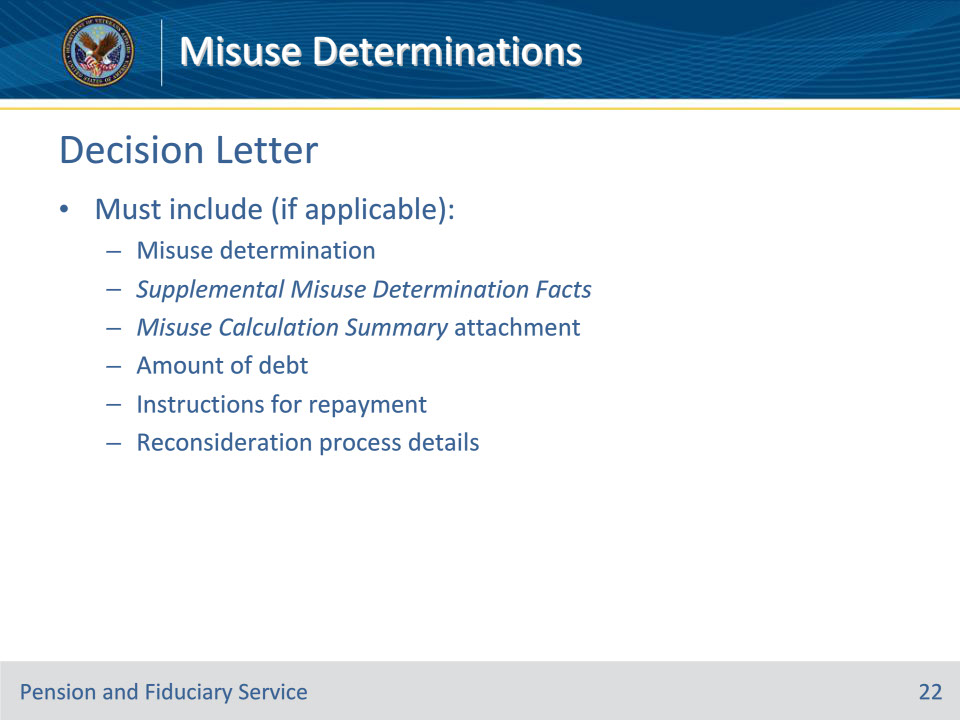 Misuse Determinations
Decision Letter
• Must include (if applicable):
– Misuse determination
– Supplemental Misuse Determination Facts
– Misuse Calculation Summary attachment
– Amount of debt
– Instructions for repayment
– Reconsideration process details
Pension and Fiduciary Service
22
DEPARTMENT OF VETERANS AFFAIRS
UNITED STATES OF AMERICA